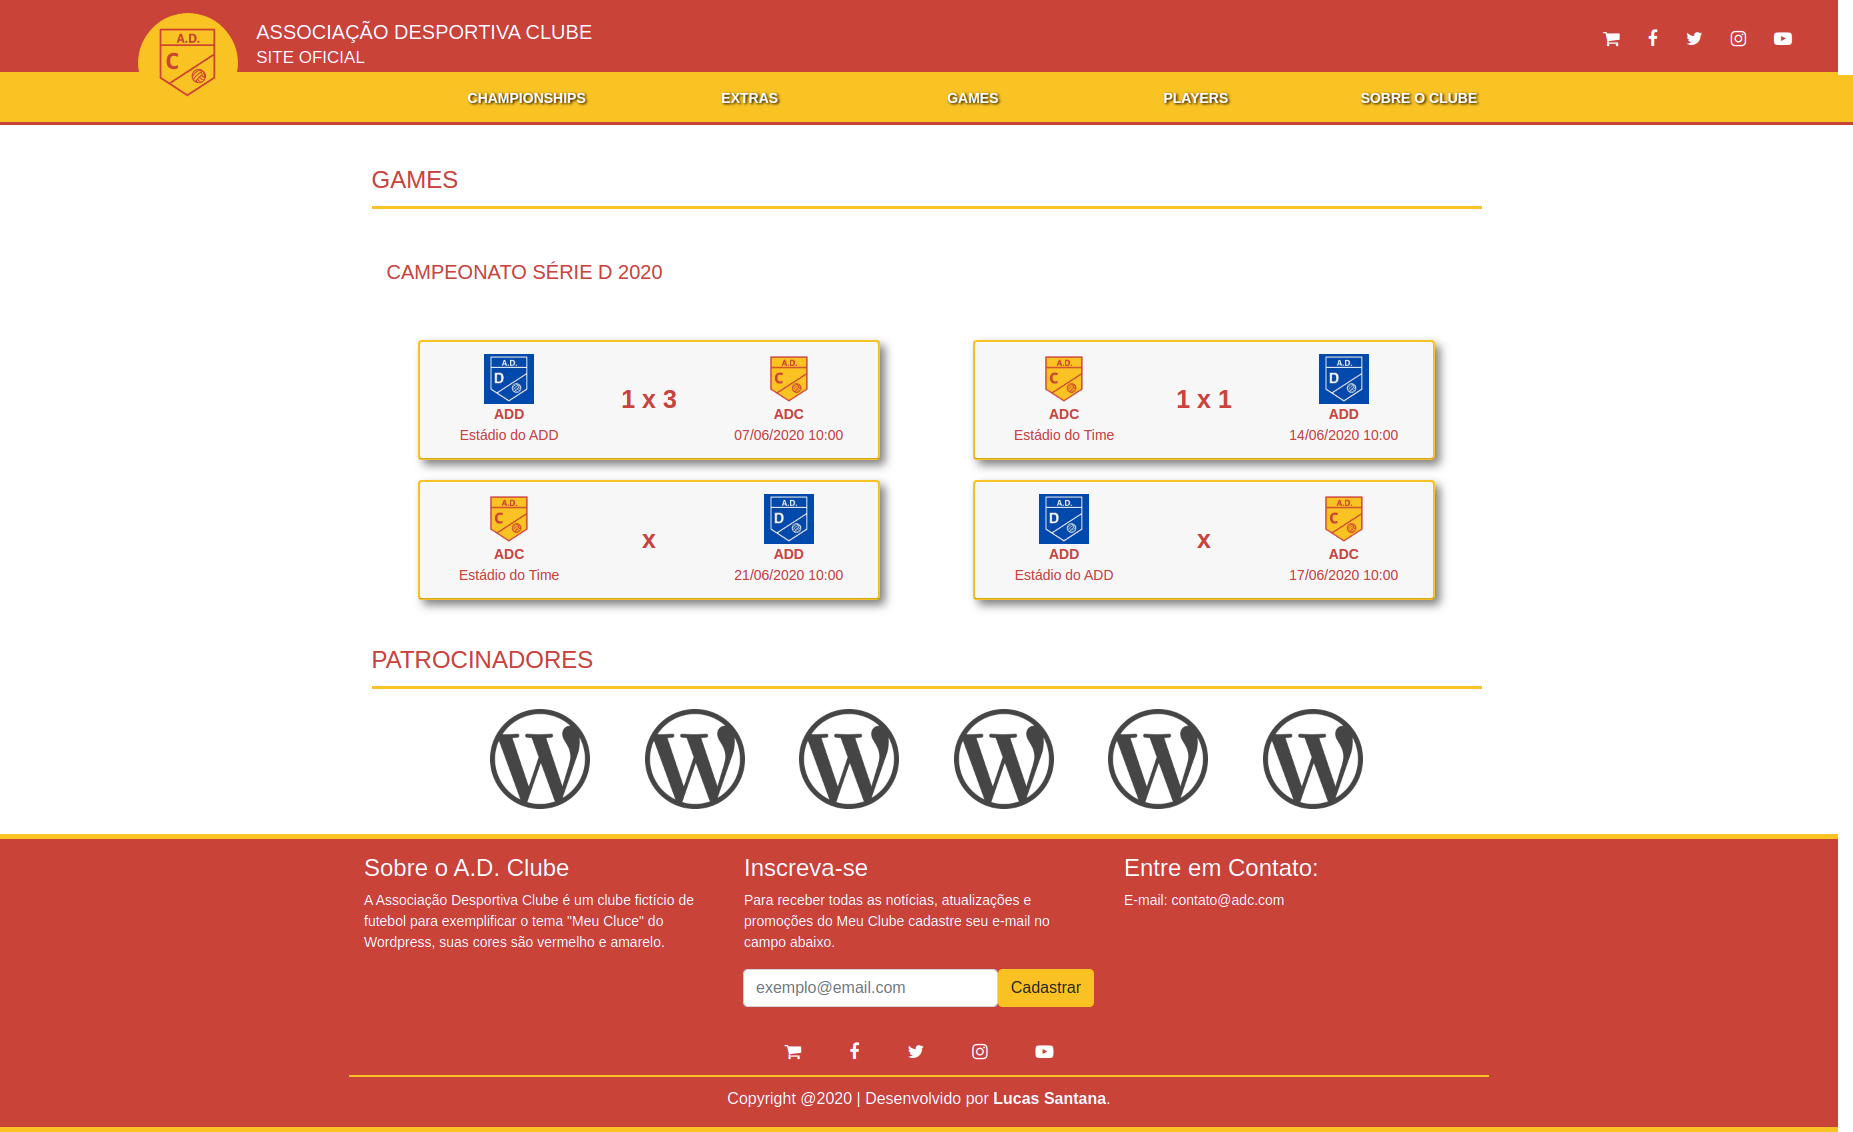 A.D.
C
ASSOCIAÇÃO DESPORTIVA CLUBE
SITE OFICIAL
CHAMPIONSHIPS EXTRAS GAMES PLAYERS SOBRE O CLUBE
GAMES
CAMPEONATO SÉRIE D 2020
A.D.
D
ADD
Estádio do ADD
1 x 3
A.D.
C
ADC
07/06/2020 10:00
A.D.
C
ADC
Estádio do Time
1 x 1
A.D.
D
ADD
14/06/2020 10:00
A.D.
C
ADC
Estádio do Time
x
A.D.
D
ADD
21/06/2020 10:00
A.D.
D
ADD
Estádio do ADD
x
A.D.
C
ADC
17/06/2020 10:00
PATROCINADORES
W W W W W W
Sobre o A.D. Clube
A Associação Desportiva Clube é um clube fictício de
futebol para exemplificar o tema "Meu Cluce" do
Wordpress, suas cores são vermelho e amarelo.
Inscreva-se
Para receber todas as notícias, atualizações e
promoções do Meu Clube cadastre seu e-mail no
campo abaixo.
exemplo@email.com Cadastrar
Entre em Contato:
E-mail: contato@adc.com
Copyright @2020 | Desenvolvido por Lucas Santana.